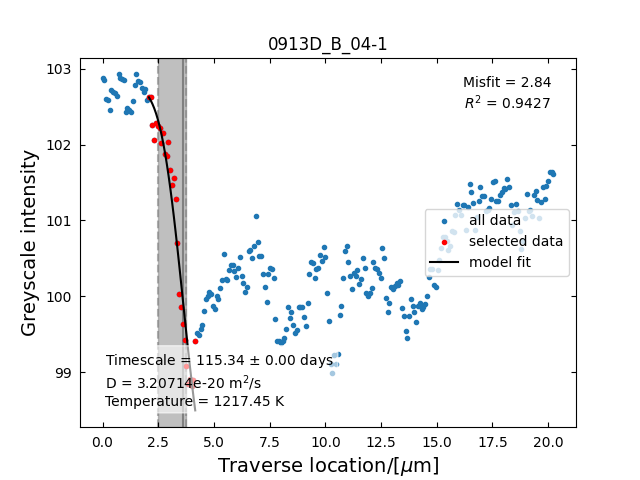 0913D_B_04-1
Misfit = 2.84
R² = 0.9427
Greyscale intensity
103
102
101
100
99
all data
selected data
model fit
Timescale = 115.34 ± 0.00 days
D = 3.20714e-20 m²/s
Temperature = 1217.45 K
0.0 2.5 5.0 7.5 10.0 12.5 15.0 17.5 20.0
Traverse location/[μm]